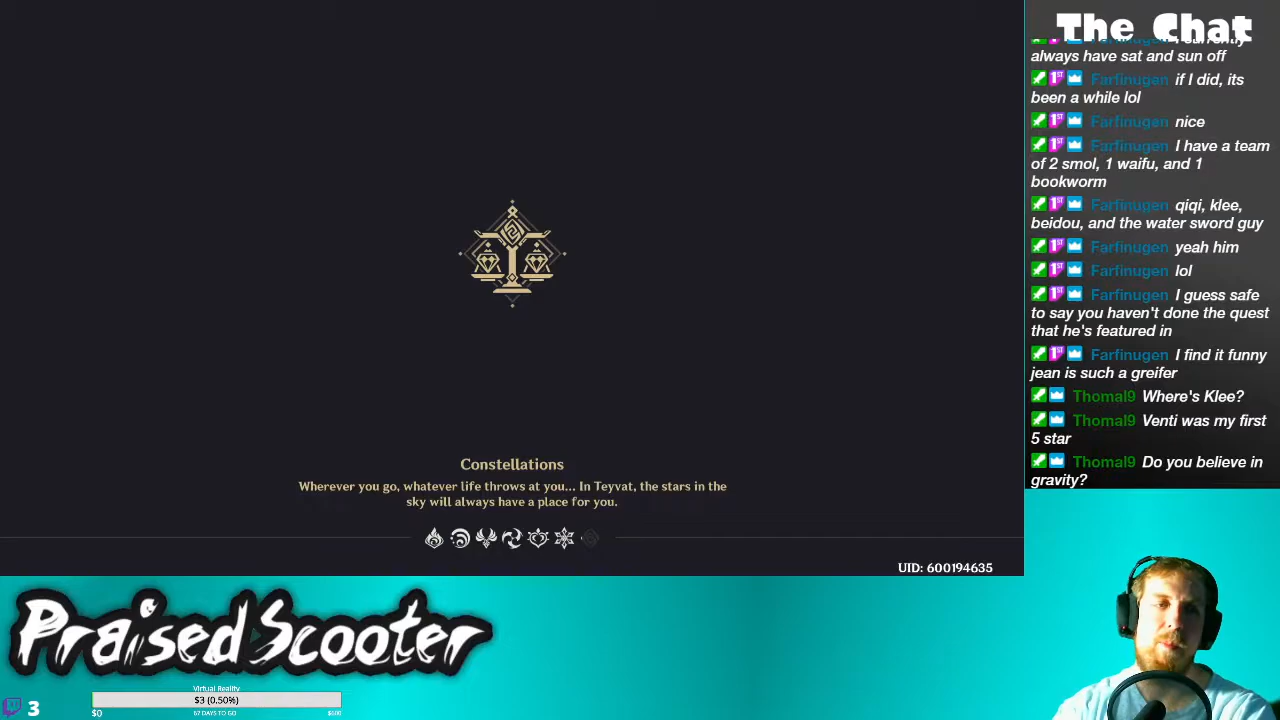 The Chat
always have sat and sun off
Farfinugen if I did, its
been a while lol
Farfinugen nice
Farfinugen I have a team
of 2 smol, 1 waifu, and 1
bookworm
Farfinugen qiqi, klee,
beidou, and the water sword guy
Farfinugen yeah him
Farfinugen lol
Farfinugen I guess safe
to say you haven't done the quest
that he's featured in
Farfinugen I find it funny
jean is such a greifer
Thomal9 Where's Klee?
Thomal9 Venti was my first
5 star
Thomal9 Do you believe in
gravity?
Constellations
Wherever you go, whatever life throws at you... In Teyvat, the stars in the
sky will always have a place for you.
UID: 600194635
PraisedScooter
3
Virtual Reality
$3 (0.50%)
$0
67 DAYS TO GO
$600